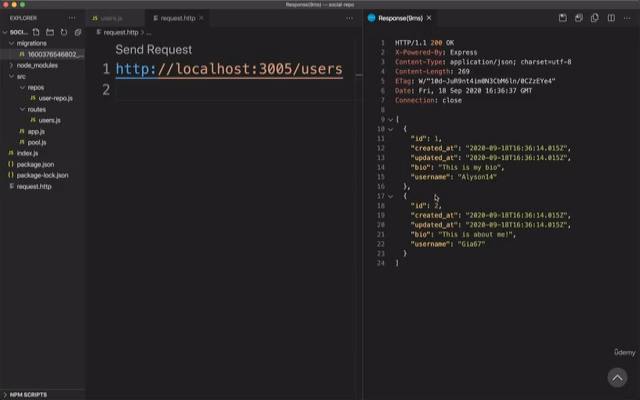 Response(9ms) — social-repo
EXPLORER
SOCI...
migrations
JS 1600376546802_...
node_modules
src
repos
JS user-repo.js
routes
JS users.js
JS app.js
JS pool.js
JS index.js
package.json
package-lock.json
request.http
NPM SCRIPTS
JS users.js
request.http
request.http > ...
Send Request
1 http://localhost:3005/users
2
Response(9ms)
1 HTTP/1.1 200 OK
2 X-Powered-By: Express
3 Content-Type: application/json; charset=utf-8
4 Content-Length: 269
5 ETag: W/"10d-JuR9nt4im0N3CbM6ln/0CZzEYe4"
6 Date: Fri, 18 Sep 2020 16:36:37 GMT
7 Connection: close
8
9 [
10 {
11 "id": 1,
12 "created_at": "2020-09-18T16:36:14.015Z",
13 "updated_at": "2020-09-18T16:36:14.015Z",
14 "bio": "This is my bio",
15 "username": "Alyson14"
16 },
17 {
18 "id": 2,
19 "created_at": "2020-09-18T16:36:14.015Z",
20 "updated_at": "2020-09-18T16:36:14.015Z",
21 "bio": "This is about me!",
22 "username": "Gia67"
23 }
24 ]
ûdemy